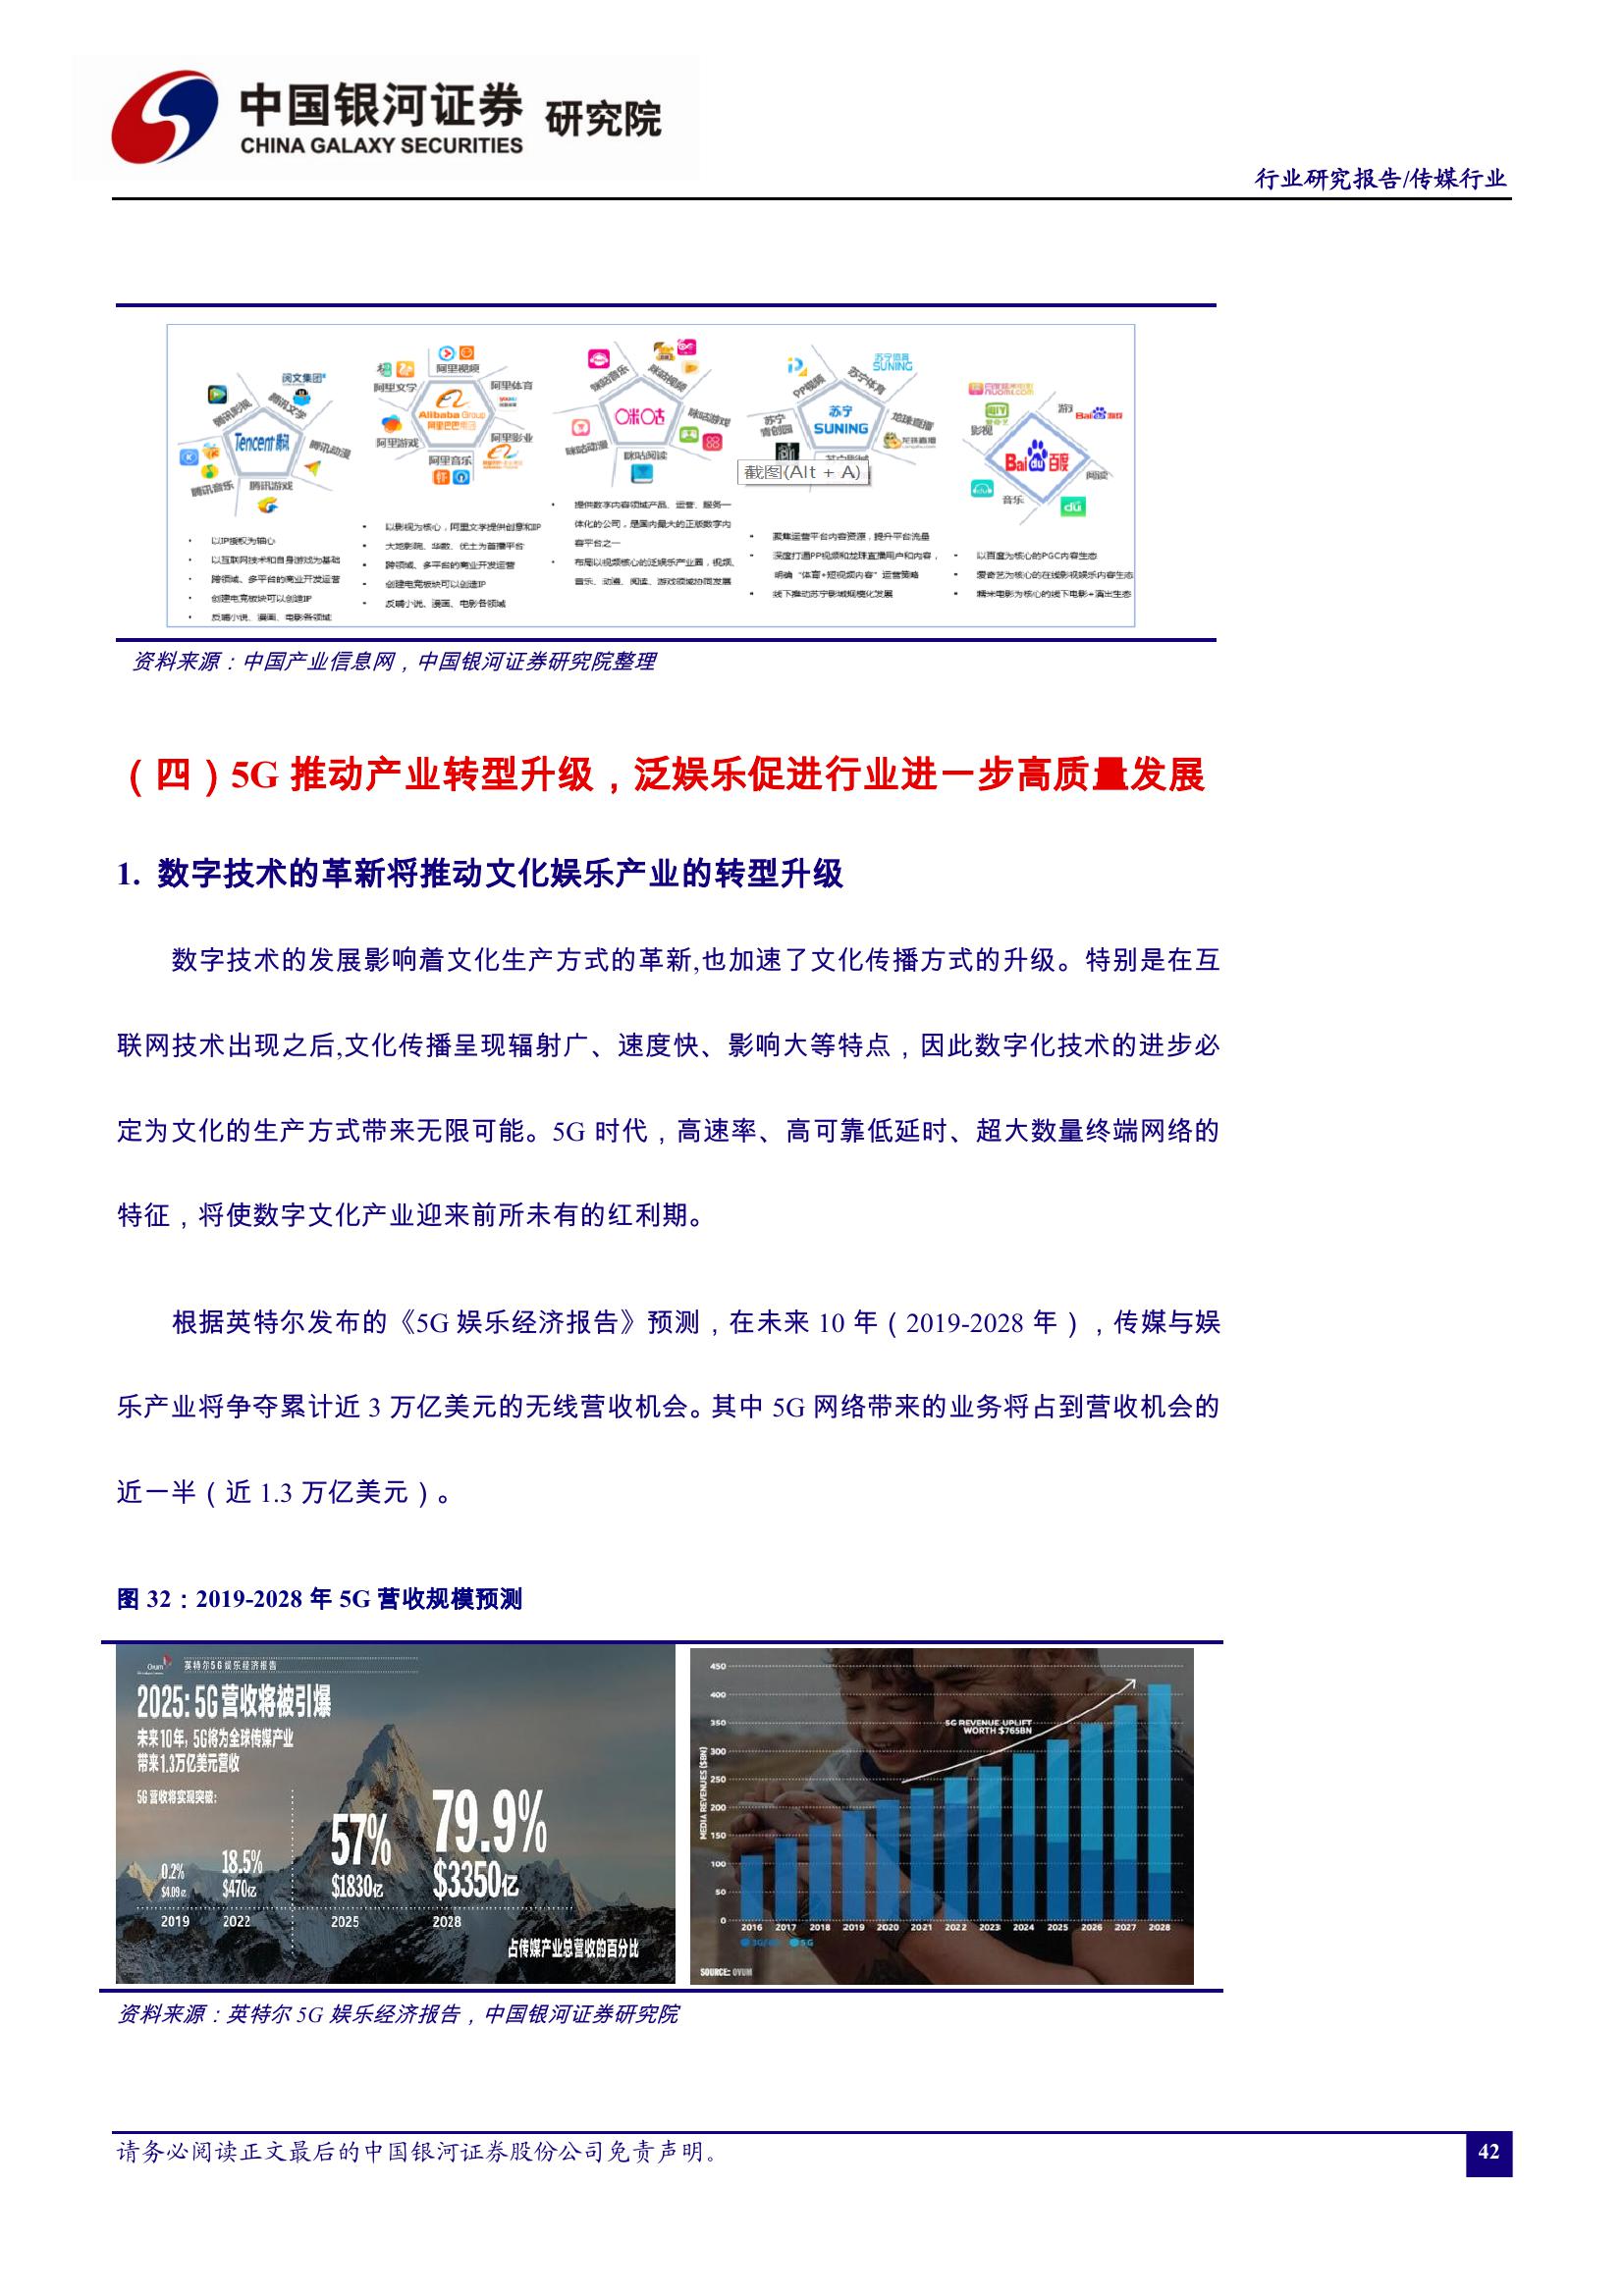 中国银河证券 研究院
CHINA GALAXY SECURITIES
行业研究报告/传媒行业
阅文集团
腾讯影视
腾讯文学
Tencent 腾讯
腾讯动漫
腾讯音乐
腾讯游戏
以IP授权为轴心
以互联网技术和自身游戏为基础
跨领域、多平台的商业开发运营
创建电竞板块可以创造IP
反哺小说、漫画、电影各领域
阿里视频
阿里文学
阿里体育
Alibaba Group
阿里巴巴集团
阿里游戏
阿里影业
阿里音乐
以影视为核心，阿里文学提供创意和IP
大地影院、华数、优土为首播平台
跨领域、多平台的商业开发运营
创建电竞板块可以创造IP
反哺小说、漫画、电影各领域
咪咕音乐
咪咕视频
咪咕
咪咕游戏
咪咕动漫
咪咕阅读
提供数字内容领域产品、运营、服务一
体化的公司，是国内最大的正版数字内
容平台之一
布局以视频核心的泛娱乐产业圈，视频、
音乐、动漫、阅读、游戏领域协同发展
苏宁体育
SUNING
PP视频
苏宁体育
苏宁
SUNING
苏宁
青创园
龙珠直播
龙珠直播
截图(Alt + A)
聚焦运营平台内容资源，提升平台流量
深度打通PP视频和龙珠直播用户和内容，
明确“体育+短视频内容”运营策略
线下推动苏宁影城规模化发展
nuomi.com
爱奇艺
影视
Baidu百度
阅读
音乐
以百度为核心的PGC内容生态
爱奇艺为核心的在线影视娱乐内容生态
糯米电影为核心的线下电影+演出生态
资料来源：中国产业信息网，中国银河证券研究院整理
（四）5G 推动产业转型升级，泛娱乐促进行业进一步高质量发展
1. 数字技术的革新将推动文化娱乐产业的转型升级
数字技术的发展影响着文化生产方式的革新,也加速了文化传播方式的升级。特别是在互
联网技术出现之后,文化传播呈现辐射广、速度快、影响大等特点，因此数字化技术的进步必
定为文化的生产方式带来无限可能。5G 时代，高速率、高可靠低延时、超大数量终端网络的
特征，将使数字文化产业迎来前所未有的红利期。
根据英特尔发布的《5G 娱乐经济报告》预测，在未来 10 年（2019-2028 年），传媒与娱
乐产业将争夺累计近 3 万亿美元的无线营收机会。其中 5G 网络带来的业务将占到营收机会的
近一半（近 1.3 万亿美元）。
图 32：2019-2028 年 5G 营收规模预测
Ovum
英特尔5G娱乐经济报告
2025: 5G营收将被引爆
未来10年，5G将为全球传媒产业
带来1.3万亿美元营收
5G 营收将实现突破:
0.2%
$4.09亿
2019
18.5%
$470亿
2022
57%
$1830亿
2025
79.9%
$3350亿
2028
占传媒产业总营收的百分比
MEDIA REVENUES ($BN)
450
400
350
300
250
200
150
100
50
0
5G REVENUE UPLIFT
WORTH $765BN
2016 2017 2018 2019 2020 2021 2022 2023 2024 2025 2026 2027 2028
3G/4G 5G
SOURCE: OVUM
资料来源：英特尔 5G 娱乐经济报告，中国银河证券研究院
请务必阅读正文最后的中国银河证券股份公司免责声明。
42